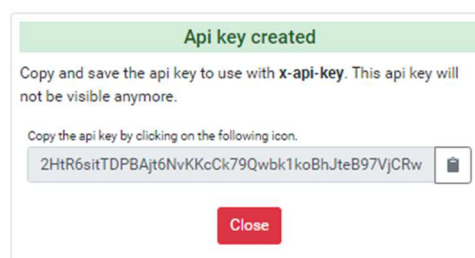 Api key created
Copy and save the api key to use with x-api-key. This api key will
not be visible anymore.
Copy the api key by clicking on the following icon.
2HtR6sitTDPBAjt6NvKKcCk79Qwbk1koBhJteB97VjCRw
Close